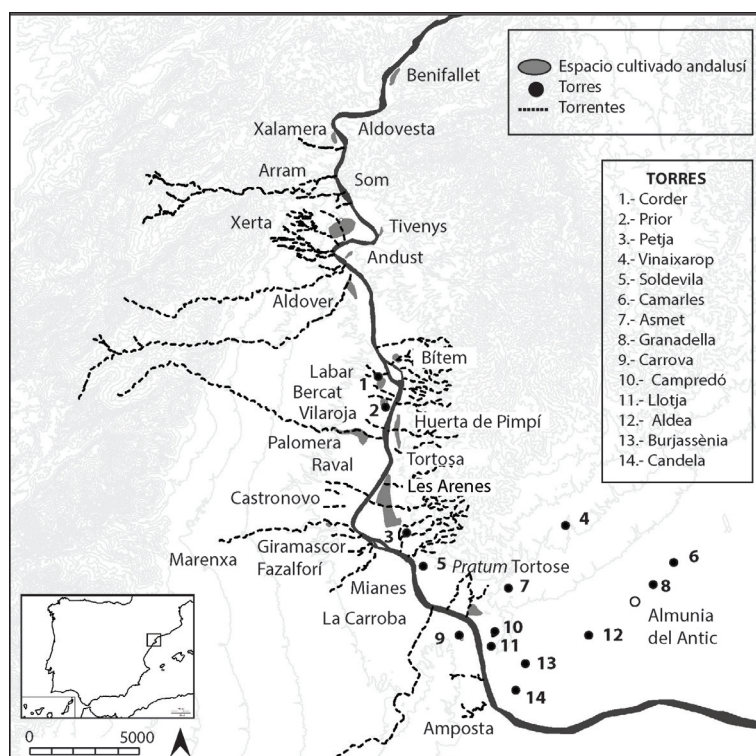 Benifallet
Espacio cultivado andalusí
Torres
Torrentes
Xalamera
Aldovesta
Arram
Som
Xerta
Tivenys
Andust
Aldover
TORRES
1.- Corder
2.- Prior
3.- Petja
4.- Vinaixarop
5.- Soldevila
6.- Camarles
7.- Asmet
8.- Granadella
9.- Carrova
10.- Campredó
11.- Llotja
12.- Aldea
13.- Burjassènia
14.- Candela
Bítem
Labar
1
Bercat
Vilaroja
2
Huerta de Pimpí
Palomera
Raval
Tortosa
Castronovo
Les Arenes
4
3
Marenxa
Giramascor
Fazalforí
5
Pratum Tortose
6
Mianes
7
8
La Carroba
Almunia
del Antic
9
10
11
12
13
14
Amposta
0 5000